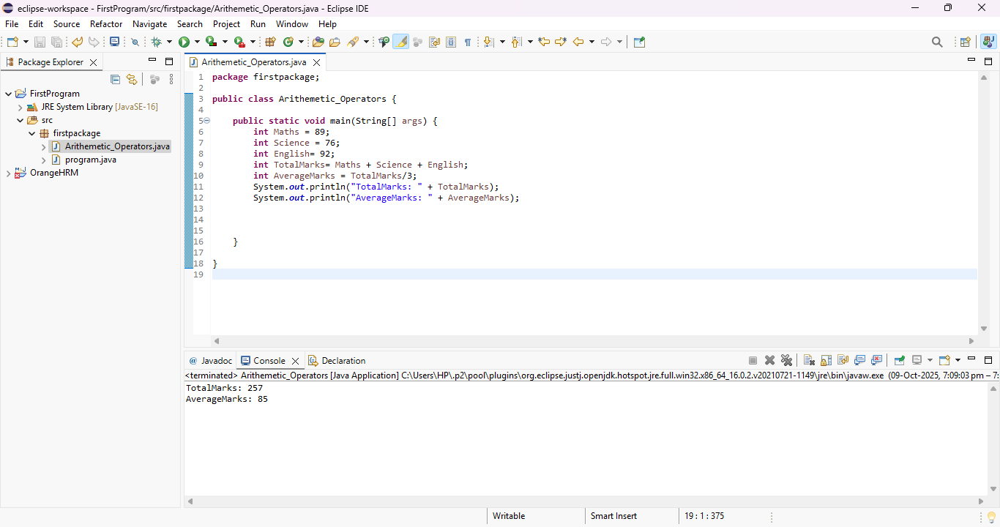 eclipse-workspace - FirstProgram/src/firstpackage/Arithemetic_Operators.java - Eclipse IDE
File Edit Source Refactor Navigate Search Project Run Window Help
Package Explorer
FirstProgram
JRE System Library [JavaSE-16]
src
firstpackage
Arithemetic_Operators.java
program.java
OrangeHRM
Arithemetic_Operators.java
1 package firstpackage;
2
3 public class Arithemetic_Operators {
4
5 public static void main(String[] args) {
6 int Maths = 89;
7 int Science = 76;
8 int English= 92;
9 int TotalMarks= Maths + Science + English;
10 int AverageMarks = TotalMarks/3;
11 System.out.println("TotalMarks: " + TotalMarks);
12 System.out.println("AverageMarks: " + AverageMarks);
13
14
15
16 }
17
18 }
19
@ Javadoc Console Declaration
<terminated> Arithemetic_Operators [Java Application] C:\Users\HP\.p2\pool\plugins\org.eclipse.justj.openjdk.hotspot.jre.full.win32.x86_64_16.0.2.v20210721-1149\jre\bin\javaw.exe (09-Oct-2025, 7:09:03 pm – 7:
TotalMarks: 257
AverageMarks: 85
Writable Smart Insert 19 : 1 : 375